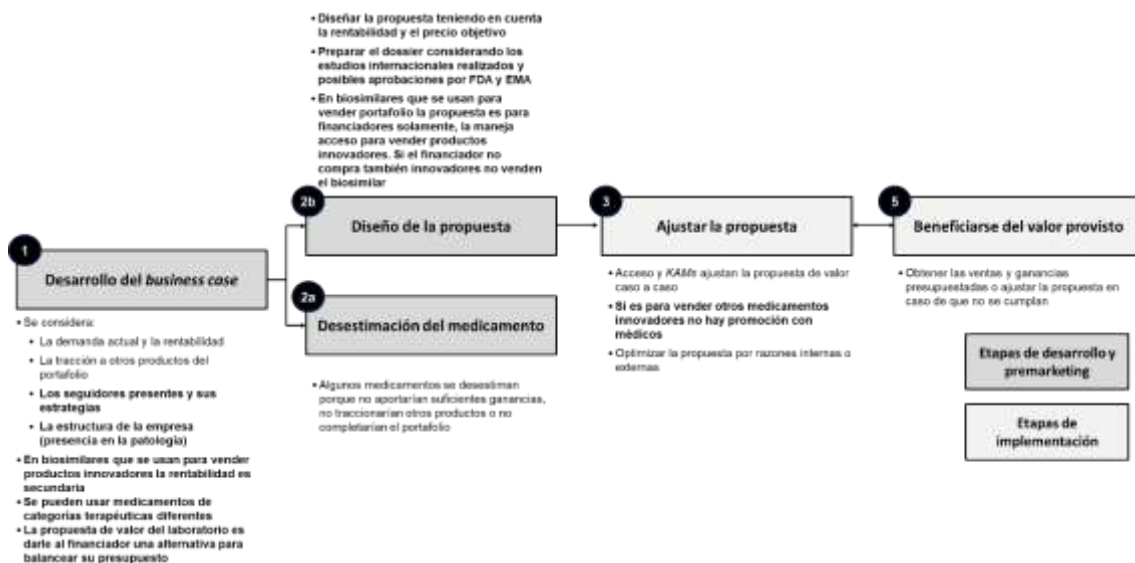 • Diseñar la propuesta teniendo en cuenta
la rentabilidad y el precio objetivo
• Preparar el dossier considerando los
estudios internacionales realizados y
posibles aprobaciones por FDA y EMA
• En biosimilares que se usan para
vender portafolio la propuesta es para
financiadores solamente, la maneja
acceso para vender productos
innovadores. Si el financiador no
compra también innovadores no venden
el biosimilar
1
Desarrollo del business case
• Se considera:
• La demanda actual y la rentabilidad
• La tracción a otros productos del
portafolio
• Los seguidores presentes y sus
estrategias
• La estructura de la empresa
(presencia en la patología)
• En biosimilares que se usan para vender
productos innovadores la rentabilidad es
secundaria
• Se pueden usar medicamentos de
categorías terapéuticas diferentes
• La propuesta de valor del laboratorio es
darle al financiador una alternativa para
balancear su presupuesto
2b
Diseño de la propuesta
2a
Desestimación del medicamento
• Algunos medicamentos se desestiman
porque no aportarían suficientes ganancias,
no traccionarían otros productos o no
completarían el portafolio
3
Ajustar la propuesta
• Acceso y KAMs ajustan la propuesta de valor
caso a caso
• Si es para vender otros medicamentos
innovadores no hay promoción con
médicos
• Optimizar la propuesta por razones internas o
externas
5
Beneficiarse del valor provisto
• Obtener las ventas y ganancias
presupuestadas o ajustar la propuesta en
caso de que no se cumplan
Etapas de desarrollo y
premarketing
Etapas de
implementación